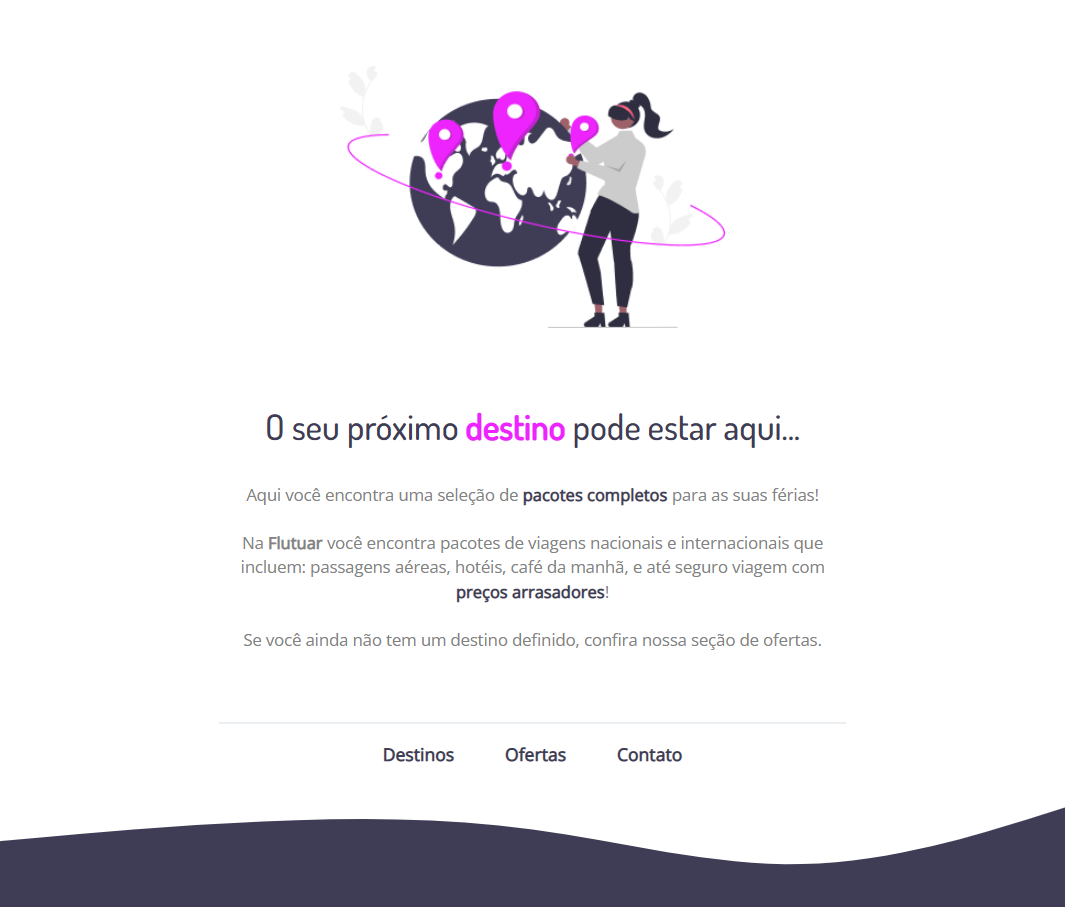 O seu próximo destino pode estar aqui...
Aqui você encontra uma seleção de pacotes completos para as suas férias!
Na Flutuar você encontra pacotes de viagens nacionais e internacionais que
incluem: passagens aéreas, hotéis, café da manhã, e até seguro viagem com
preços arrasadores!
Se você ainda não tem um destino definido, confira nossa seção de ofertas.
Destinos Ofertas Contato